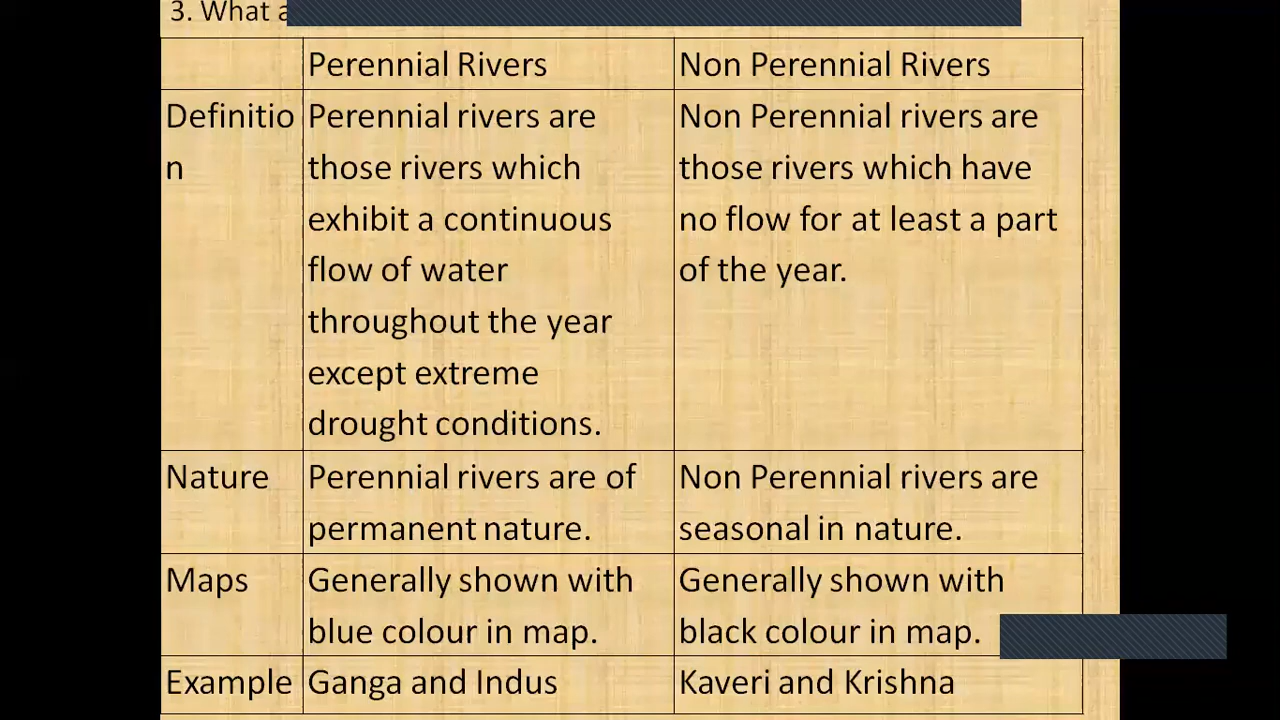 3. What
Perennial Rivers Non Perennial Rivers
Definitio Perennial rivers are Non Perennial rivers are
n those rivers which those rivers which have
exhibit a continuous no flow for at least a part
flow of water of the year.
throughout the year
except extreme
drought conditions.
Nature Perennial rivers are of Non Perennial rivers are
permanent nature. seasonal in nature.
Maps Generally shown with Generally shown with
blue colour in map. black colour in map.
Example Ganga and Indus Kaveri and Krishna